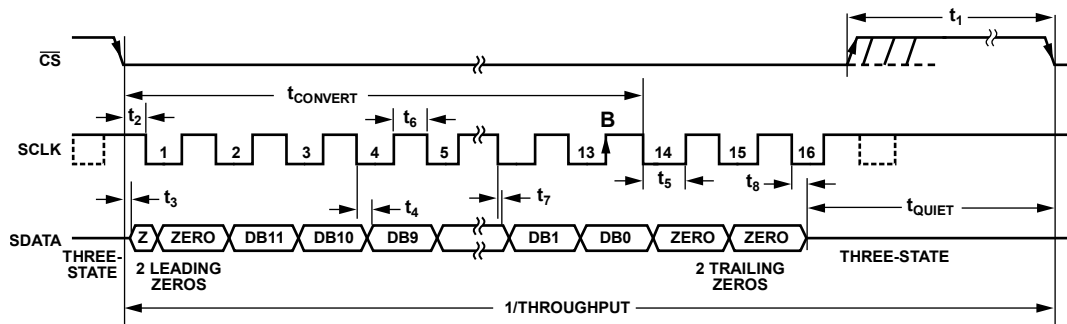 t1
CS
tCONVERT
t2
t6
B
SCLK
1
2
3
4
5
13
14
15
16
t3
t4
t7
t5
t8
tQUIET
SDATA
Z
ZERO
DB11
DB10
DB9
DB1
DB0
ZERO
ZERO
THREE-
STATE
2 LEADING
ZEROS
2 TRAILING
ZEROS
THREE-STATE
1/THROUGHPUT